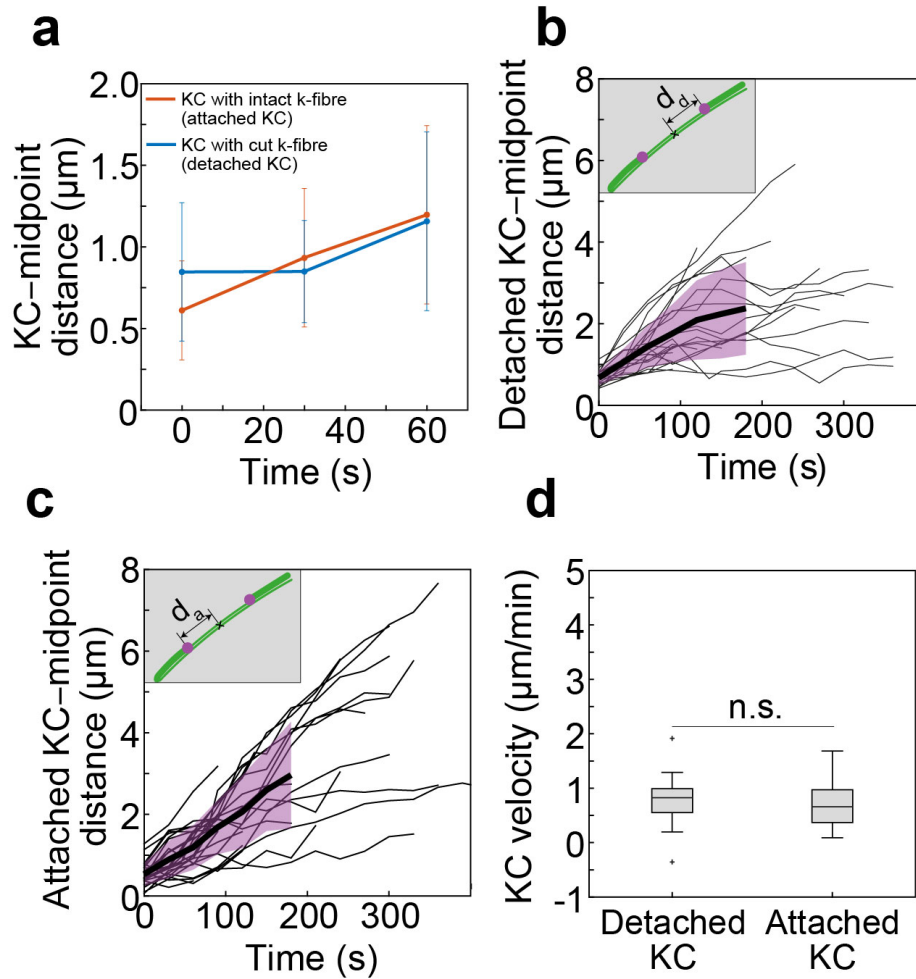 a
2.0
1.5
1.0
0.5
0
KC–midpoint
distance (μm)
KC with intact k-fibre
(attached KC)
KC with cut k-fibre
(detached KC)
0 20 40 60
Time (s)
b
8
6
4
2
0
Detached KC–midpoint
distance (μm)
d d
0 100 200 300
Time (s)
c
8
6
4
2
0
Attached KC–midpoint
distance (μm)
d a
0 100 200 300
Time (s)
d
5
4
3
2
1
0
-1
KC velocity (μm/min)
n.s.
Detached Attached
KC KC